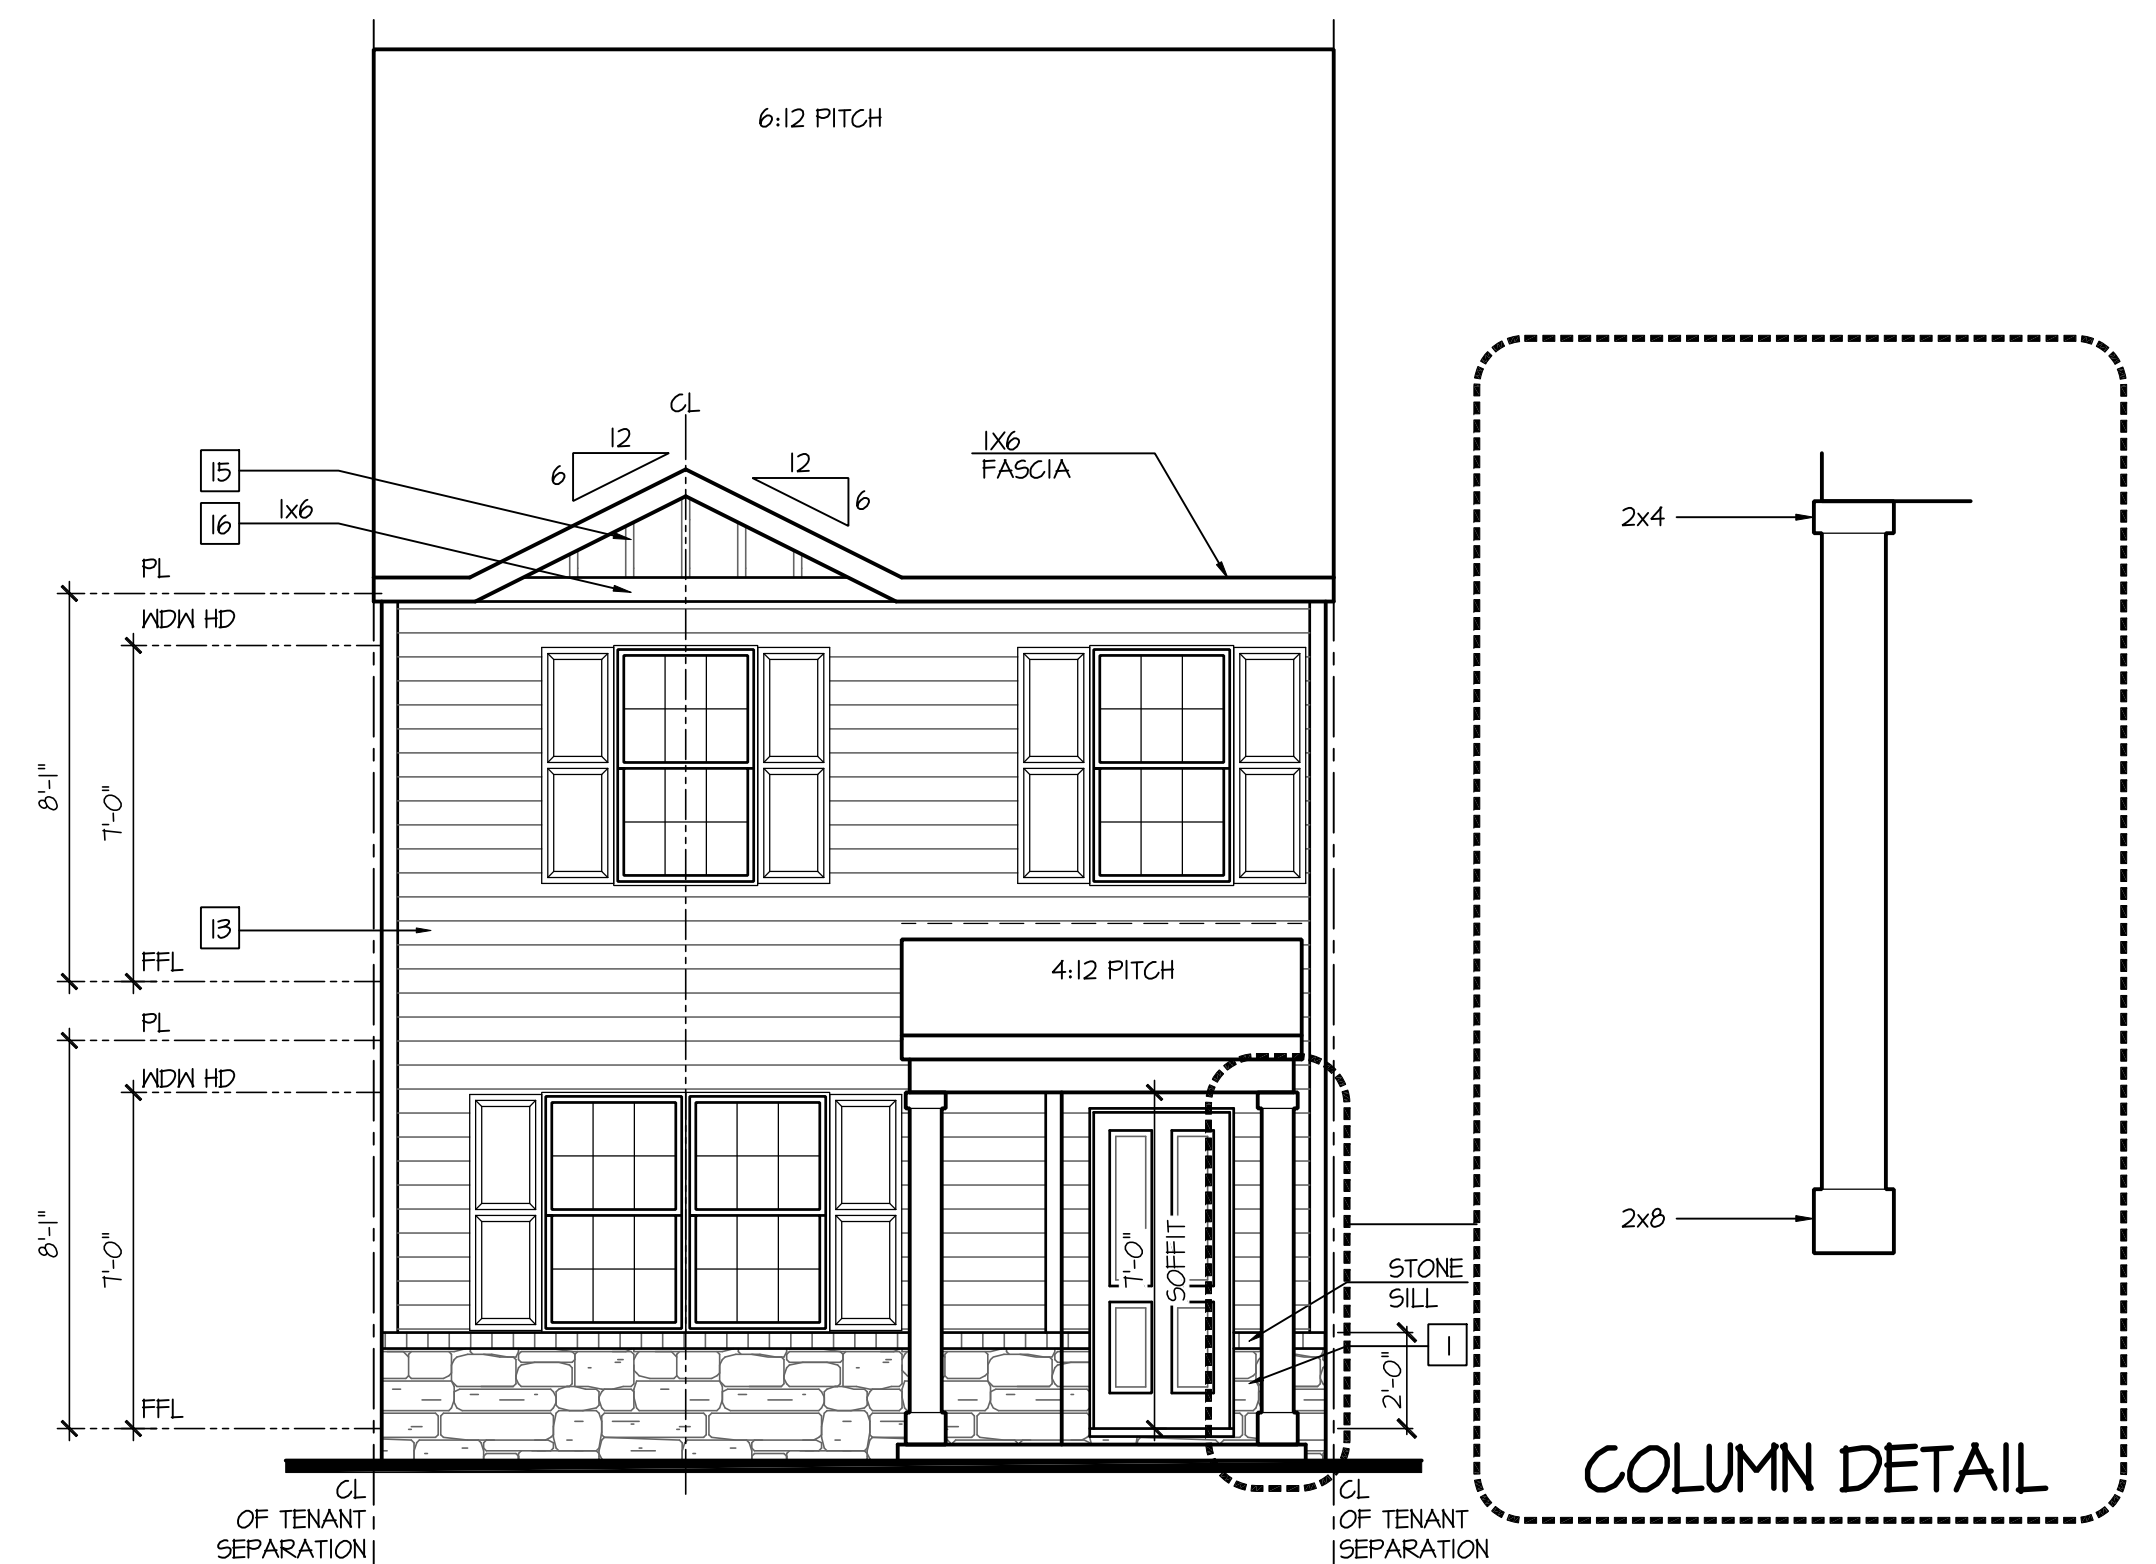 6:12 PITCH
CL
12
6
12
6
1X6
FASCIA
15
16
1x6
PL
WDW HD
8'-1"
7'-0"
13
FFL
4:12 PITCH
PL
WDW HD
8'-1"
7'-0"
FFL
7'-0"
SOFFIT
STONE
SILL
1
2'-0"
CL
OF TENANT
SEPARATION
CL
OF TENANT
SEPARATION
2x4
2x8
COLUMN DETAIL